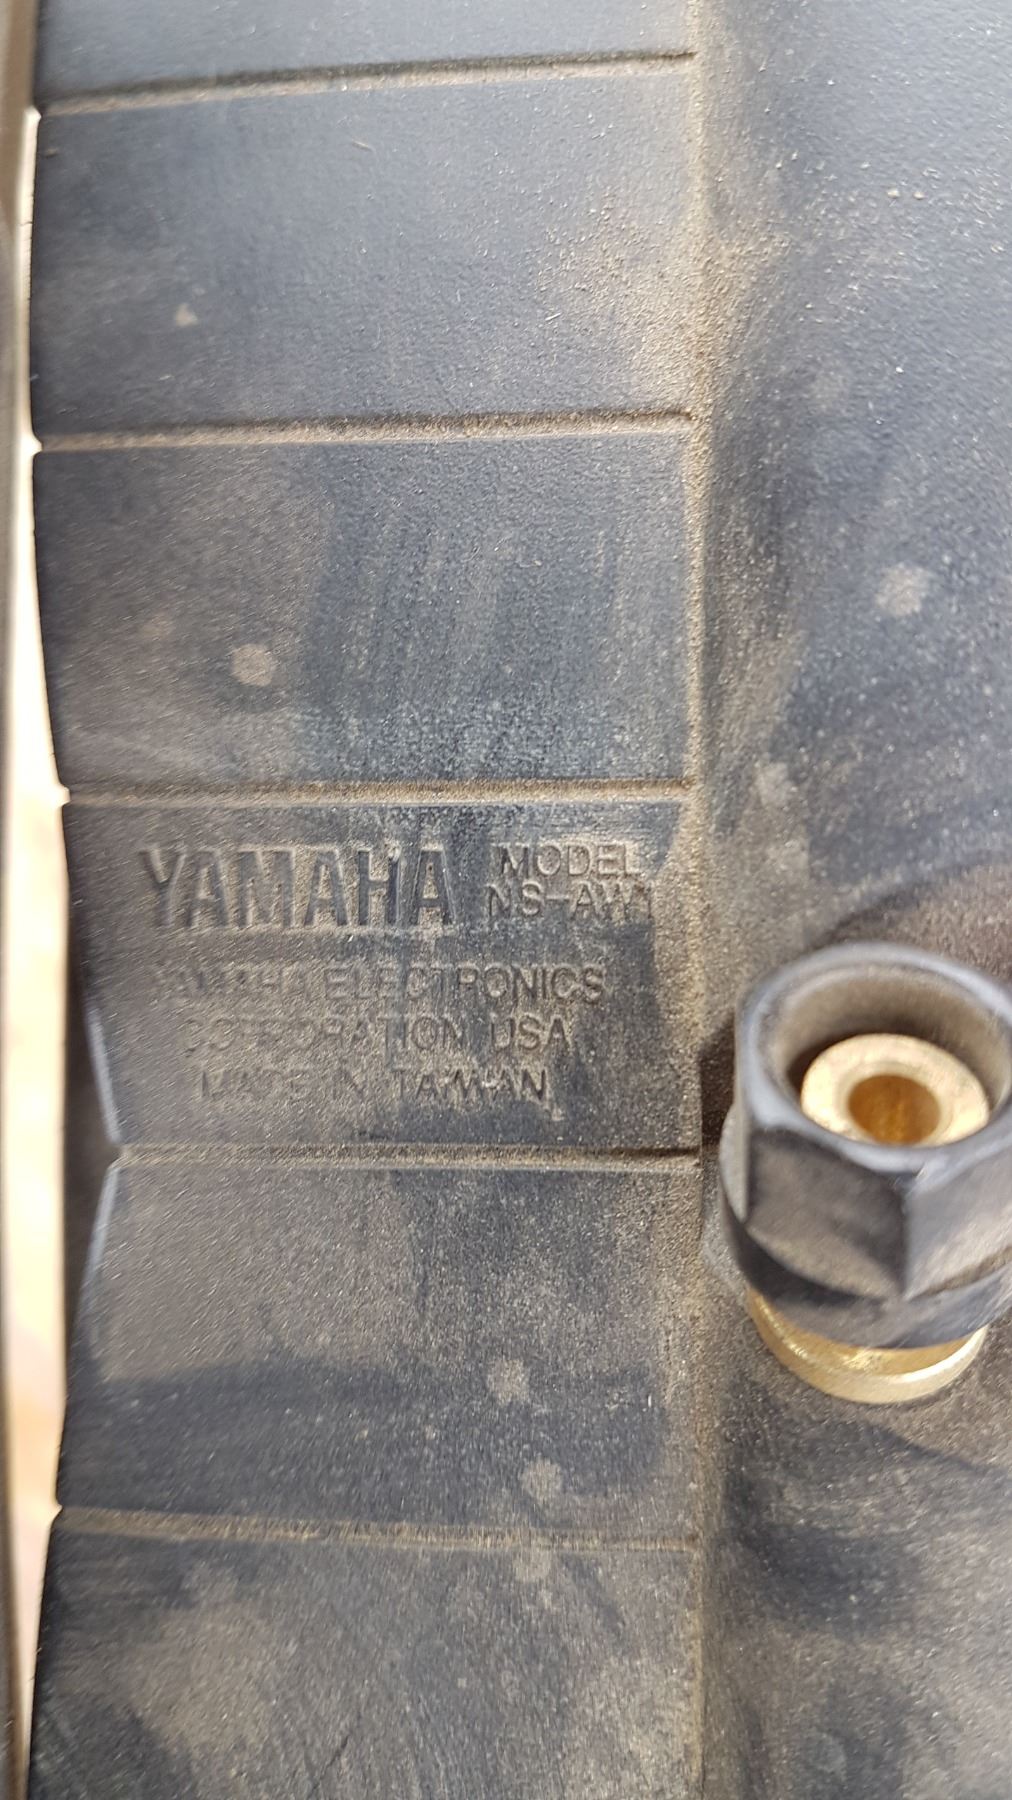 YAMAHA MODEL
NS-AW1
YAMAHA ELECTRONICS
CORPORATION USA
MADE IN TAIWAN